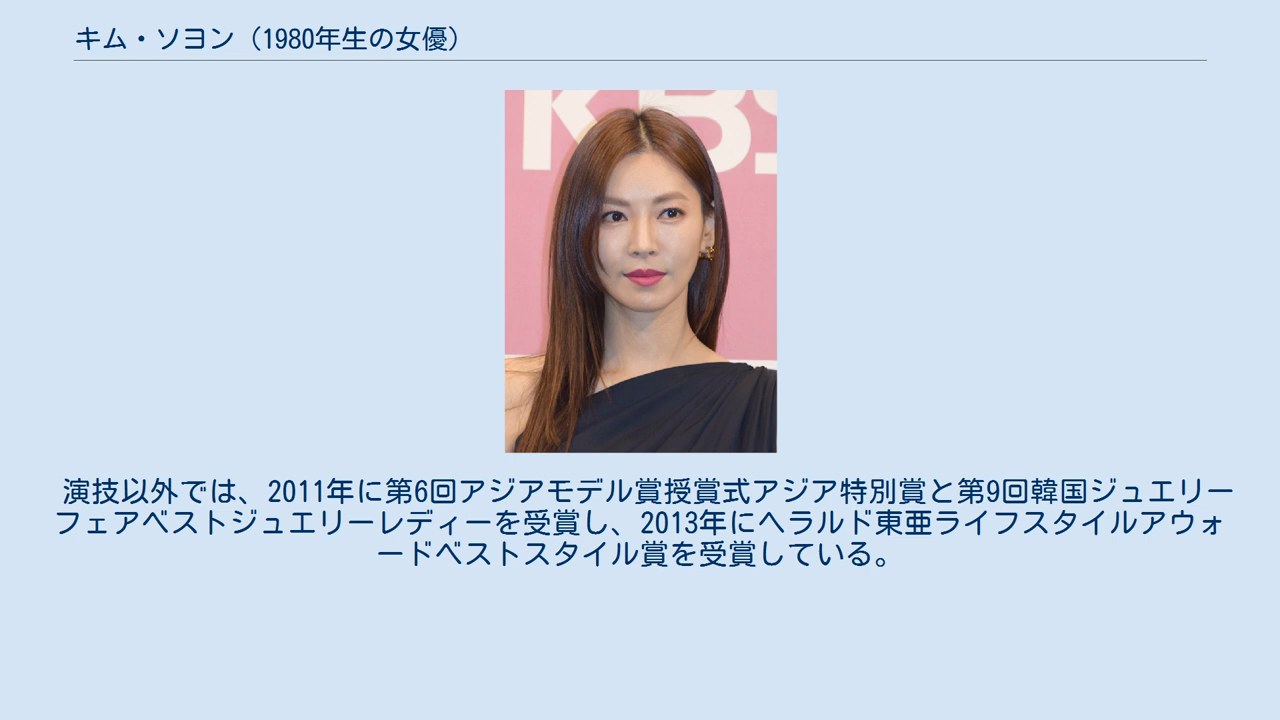 キム・ソヨン（1980年生の女優）
KBS
演技以外では、2011年に第6回アジアモデル賞授賞式アジア特別賞と第9回韓国ジュエリー
フェアベストジュエリーレディーを受賞し、2013年にヘラルド東亜ライフスタイルアウォ
ードベストスタイル賞を受賞している。